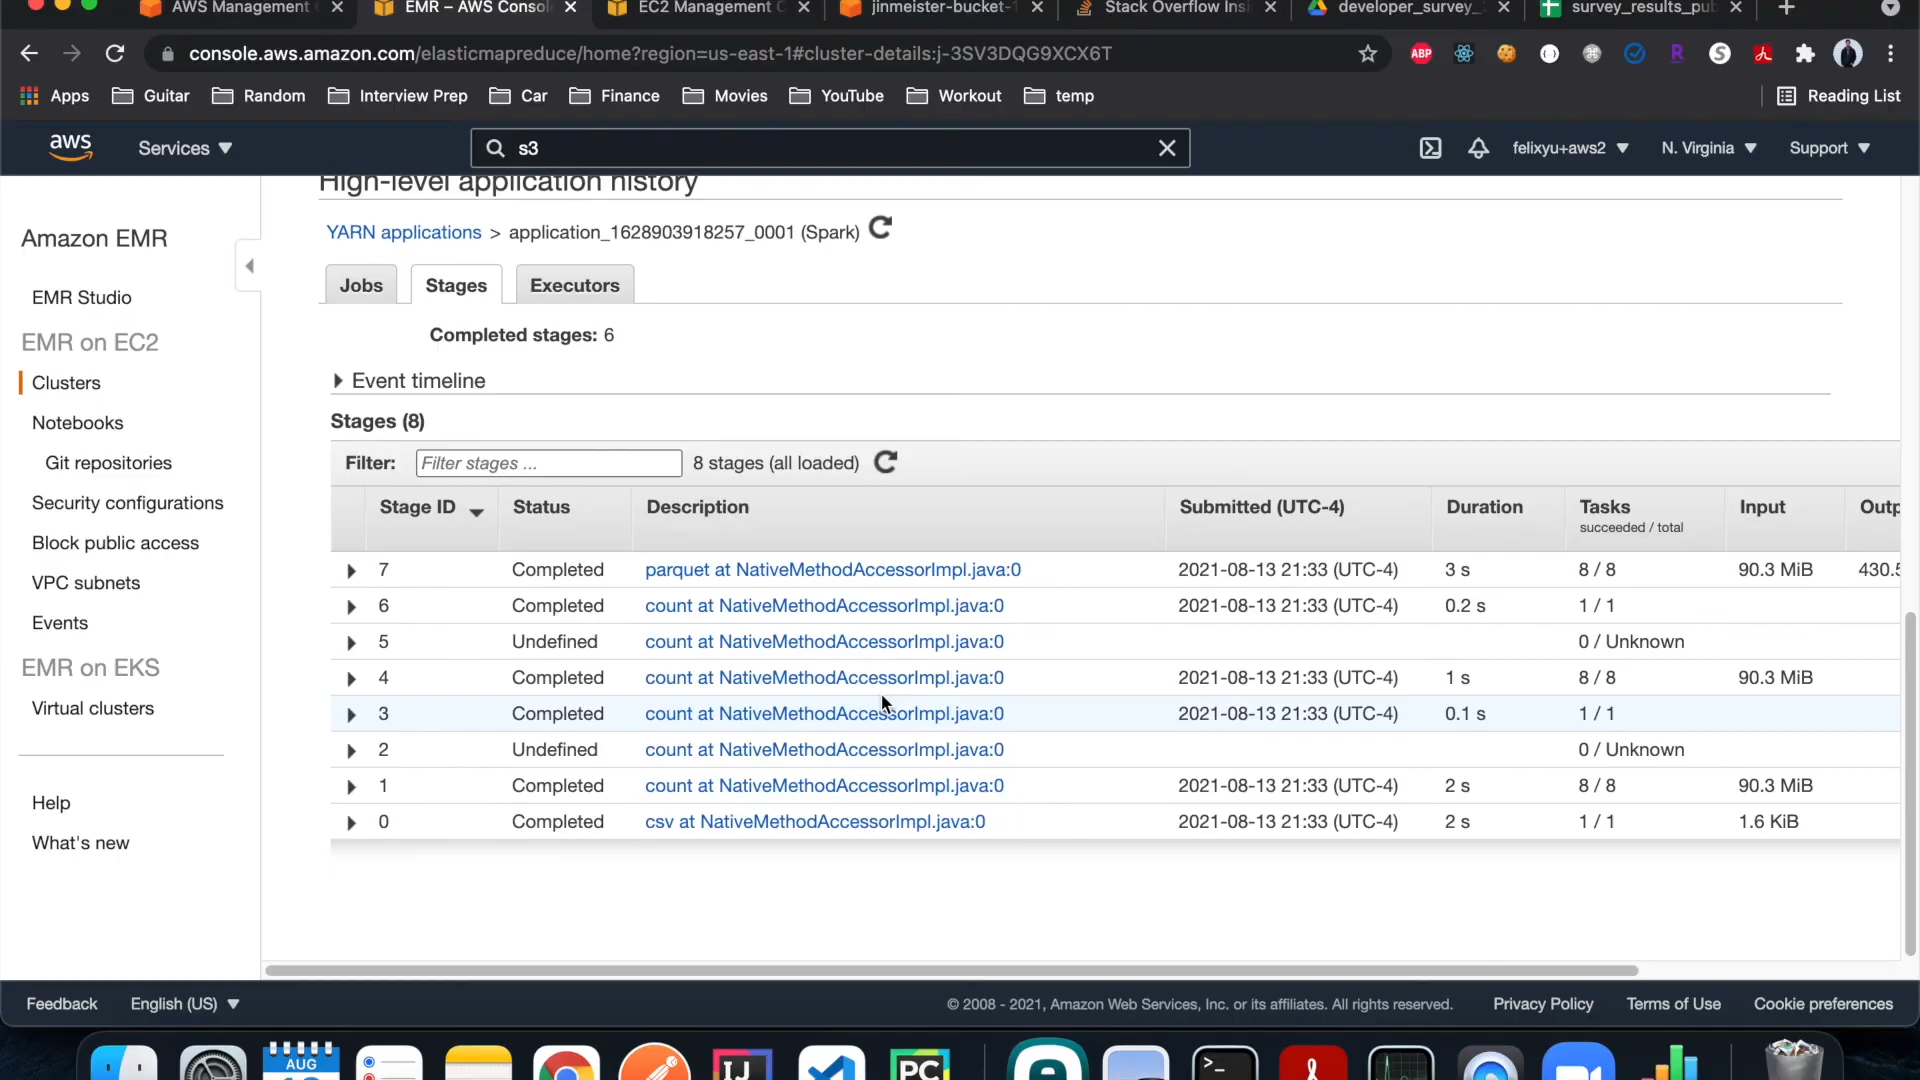 AWS Management
EMR – AWS Conso
EC2 Management C
jinmeister-bucket-
Stack Overflow Insi
developer_survey_
survey_results_pu
console.aws.amazon.com/elasticmapreduce/home?region=us-east-1#cluster-details:j-3SV3DQG9XCX6T
ABP
Apps
Guitar
Random
Interview Prep
Car
Finance
Movies
YouTube
Workout
temp
Reading List
aws
Services
s3
felixyu+aws2
N. Virginia
Support
High-level application history
Amazon EMR
YARN applications > application_1628903918257_0001 (Spark)
Jobs
Stages
Executors
EMR Studio
Completed stages: 6
EMR on EC2
Clusters
Event timeline
Notebooks
Stages (8)
Git repositories
Filter: Filter stages ... 8 stages (all loaded)
Security configurations
Stage ID Status Description Submitted (UTC-4) Duration Tasks Input Outp
succeeded / total
Block public access
7 Completed parquet at NativeMethodAccessorImpl.java:0 2021-08-13 21:33 (UTC-4) 3 s 8 / 8 90.3 MiB 430.5
VPC subnets
6 Completed count at NativeMethodAccessorImpl.java:0 2021-08-13 21:33 (UTC-4) 0.2 s 1 / 1
Events
5 Undefined count at NativeMethodAccessorImpl.java:0 0 / Unknown
EMR on EKS
4 Completed count at NativeMethodAccessorImpl.java:0 2021-08-13 21:33 (UTC-4) 1 s 8 / 8 90.3 MiB
Virtual clusters
3 Completed count at NativeMethodAccessorImpl.java:0 2021-08-13 21:33 (UTC-4) 0.1 s 1 / 1
2 Undefined count at NativeMethodAccessorImpl.java:0 0 / Unknown
1 Completed count at NativeMethodAccessorImpl.java:0 2021-08-13 21:33 (UTC-4) 2 s 8 / 8 90.3 MiB
0 Completed csv at NativeMethodAccessorImpl.java:0 2021-08-13 21:33 (UTC-4) 2 s 1 / 1 1.6 KiB
Help
What's new
Feedback
English (US)
© 2008 - 2021, Amazon Web Services, Inc. or its affiliates. All rights reserved.
Privacy Policy
Terms of Use
Cookie preferences
AUG
IJ
PC